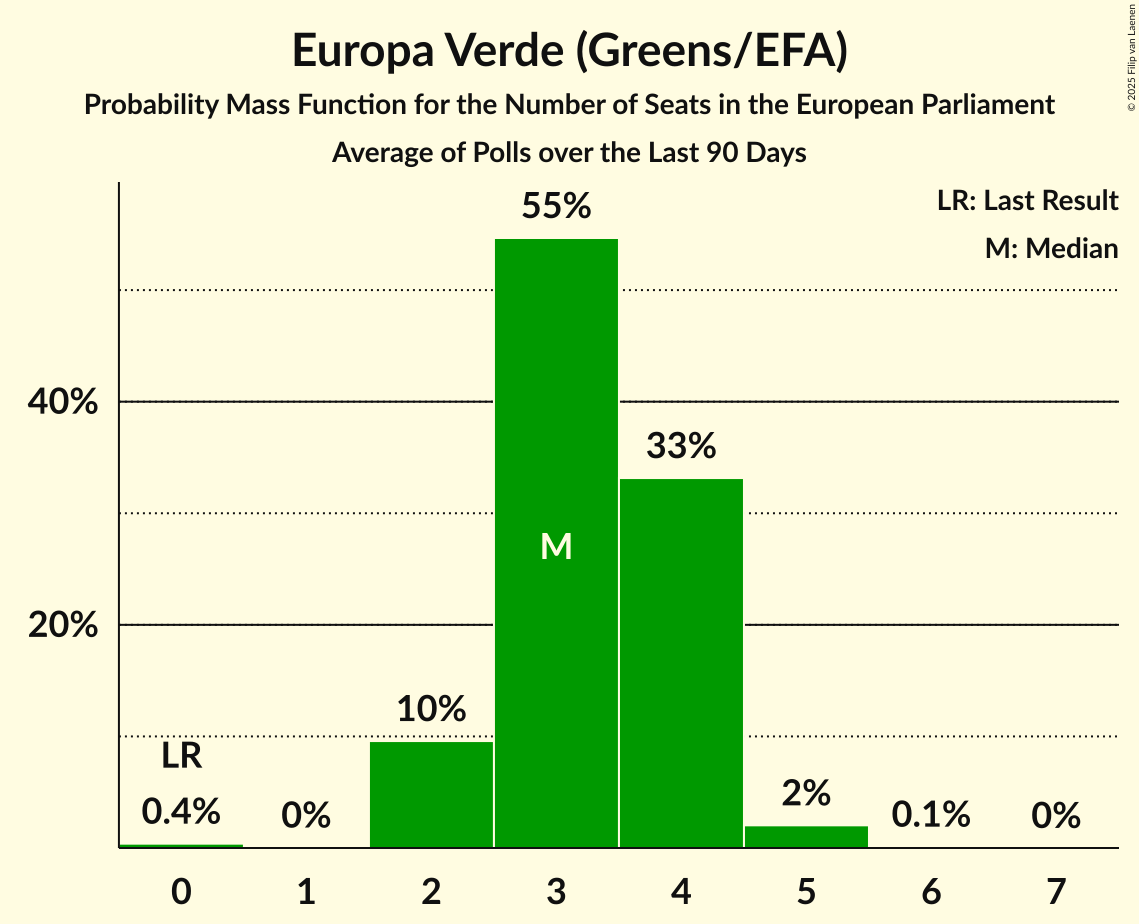 Europa Verde (Greens/EFA)
Probability Mass Function for the Number of Seats in the European Parliament
Average of Polls over the Last 90 Days
© 2025 Filip van Laenen
LR: Last Result
M: Median
55%
40%
33%
M
20%
10%
LR
0.4%
0%
2%
0.1%
0%
0 1 2 3 4 5 6 7